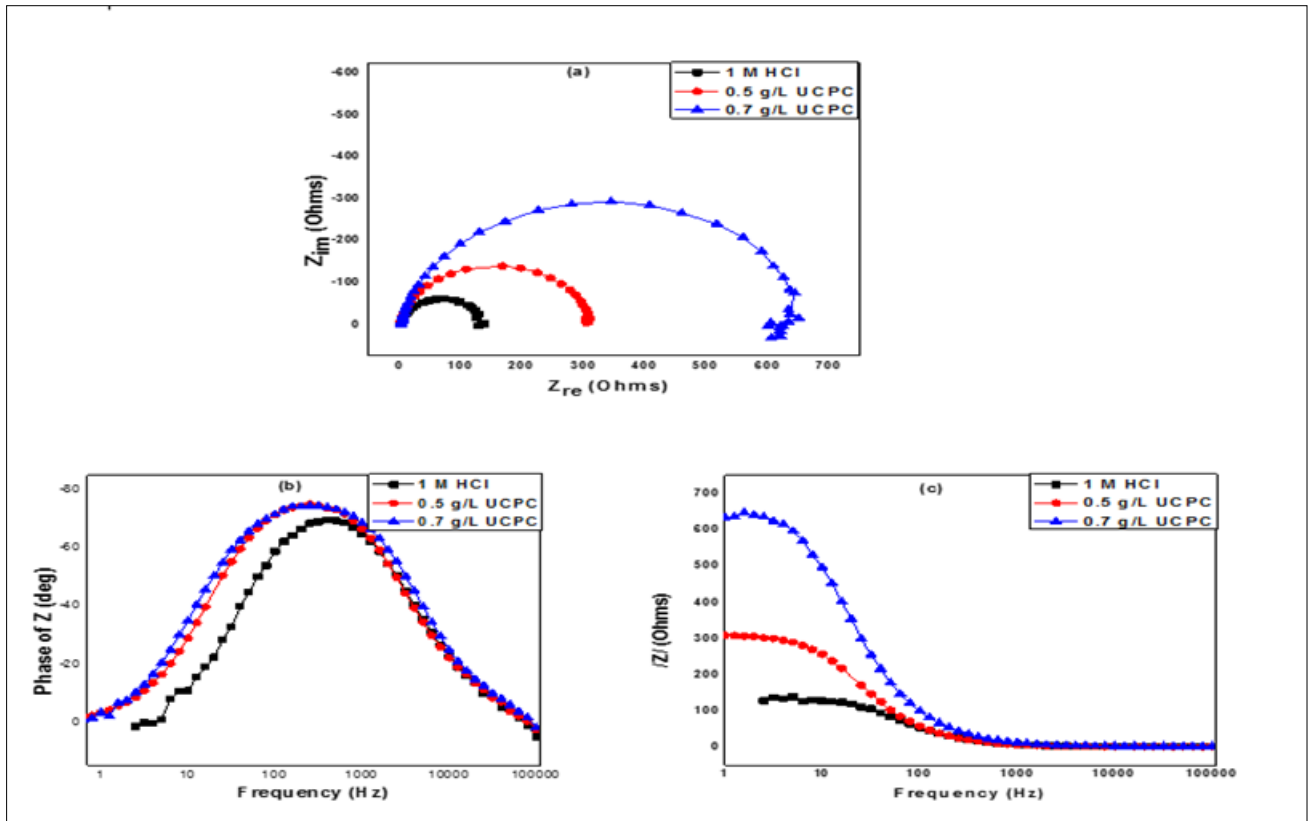 (a)
1 M HCl
0.5 g/L UCPC
0.7 g/L UCPC
-600
-500
-400
-300
-200
-100
0
Zim (Ohms)
0 100 200 300 400 500 600 700
Zre (Ohms)
(b)
1 M HCl
0.5 g/L UCPC
0.7 g/L UCPC
-80
-60
-40
-20
0
Phase of Z (deg)
1 10 100 1000 10000 100000
Frequency (Hz)
(c)
1 M HCl
0.5 g/L UCPC
0.7 g/L UCPC
700
600
500
400
300
200
100
0
/Z/ (Ohms)
1 10 100 1000 10000 100000
Frequency (Hz)